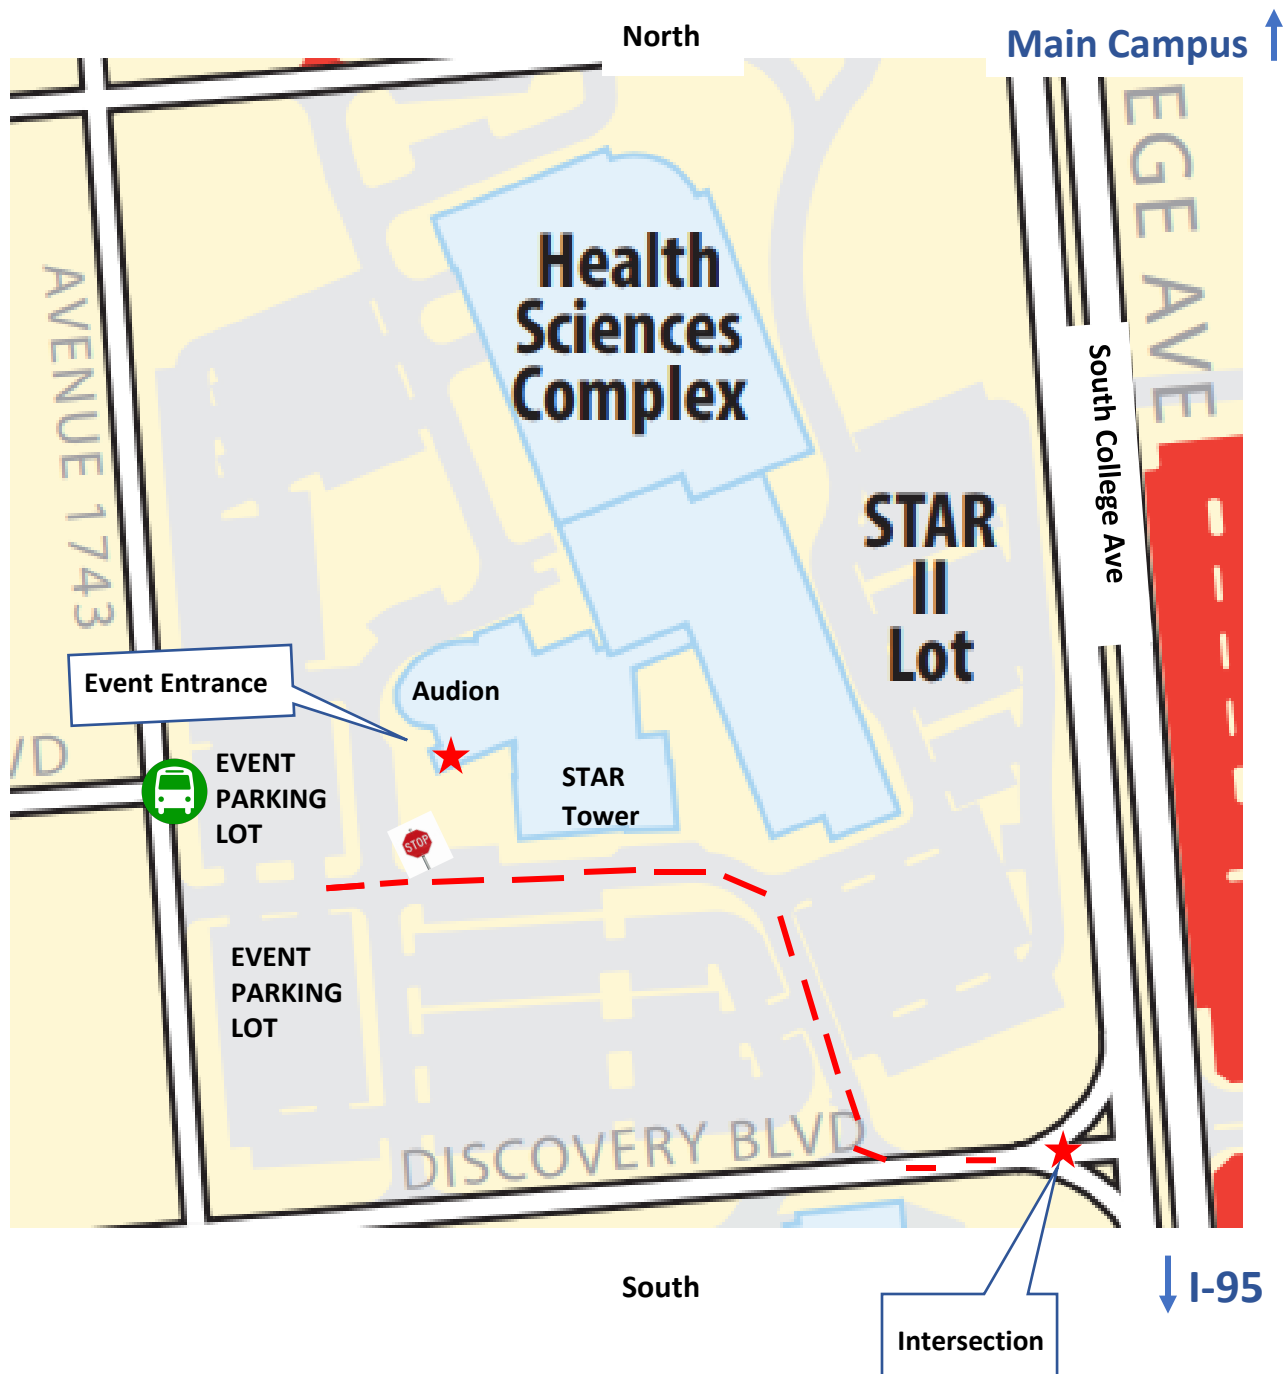 North
Main Campus
EGE AVE
Health
Sciences
Complex
AVENUE 1743
South College Ave
STAR
II
Lot
Event Entrance
Audion
VD
EVENT
PARKING
LOT
STAR
Tower
STOP
EVENT
PARKING
LOT
DISCOVERY BLVD
South
I-95
Intersection